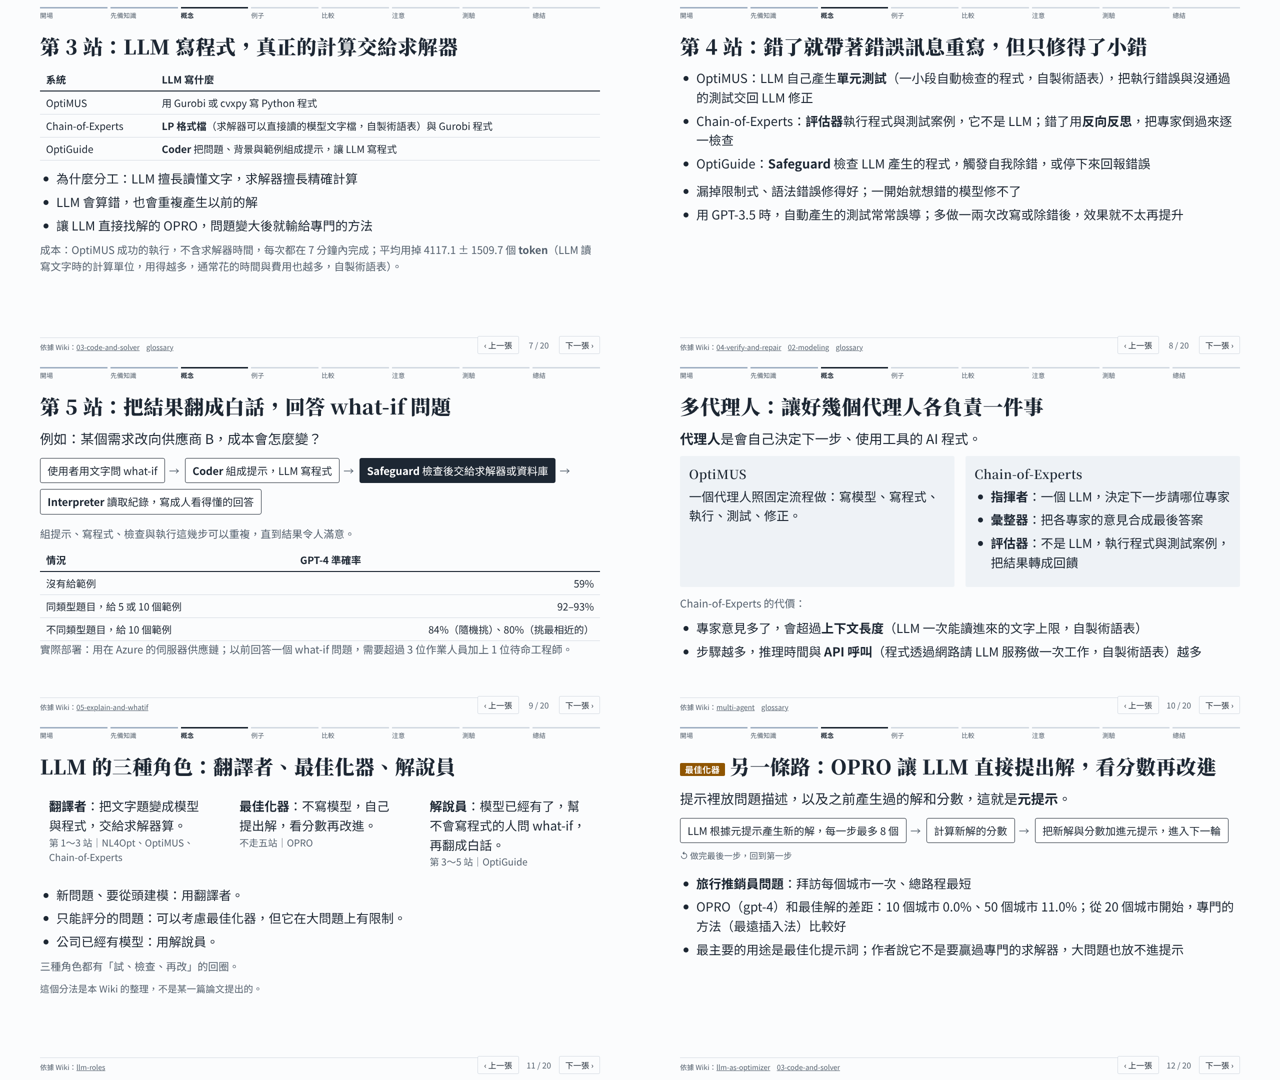 開場 先備知識 概念 例子 比較 注意 測驗 總結
第 3 站：LLM 寫程式，真正的計算交給求解器
系統 LLM 寫什麼
OptiMUS 用 Gurobi 或 cvxpy 寫 Python 程式
Chain-of-Experts LP 格式檔（求解器可以直接讀的模型文字檔，自製術語表）與 Gurobi 程式
OptiGuide Coder 把問題、背景與範例組成提示，讓 LLM 寫程式
• 為什麼分工：LLM 擅長讀懂文字，求解器擅長精確計算
• LLM 會算錯，也會重複產生以前的解
• 讓 LLM 直接找解的 OPRO，問題變大後就輸給專門的方法
成本：OptiMUS 成功的執行，不含求解器時間，每次都在 7 分鐘內完成；平均用掉 4117.1 ± 1509.7 個 token（LLM 讀
寫文字時的計算單位，用得越多，通常花的時間與費用也越多，自製術語表）。
依據 Wiki：03-code-and-solver glossary ‹ 上一張 7 / 20 下一張 ›
開場 先備知識 概念 例子 比較 注意 測驗 總結
第 4 站：錯了就帶著錯誤訊息重寫，但只修得了小錯
• OptiMUS：LLM 自己產生單元測試（一小段自動檢查的程式，自製術語表），把執行錯誤與沒通過
的測試交回 LLM 修正
• Chain-of-Experts：評估器執行程式與測試案例，它不是 LLM；錯了用反向反思，把專家倒過來逐
一檢查
• OptiGuide：Safeguard 檢查 LLM 產生的程式，觸發自我除錯，或停下來回報錯誤
• 漏掉限制式、語法錯誤修得好；一開始就想錯的模型修不了
• 用 GPT-3.5 時，自動產生的測試常常誤導；多做一兩次改寫或除錯後，效果就不太再提升
依據 Wiki：04-verify-and-repair 02-modeling glossary ‹ 上一張 8 / 20 下一張 ›
開場 先備知識 概念 例子 比較 注意 測驗 總結
第 5 站：把結果翻成白話，回答 what-if 問題
例如：某個需求改向供應商 B，成本會怎麼變？
使用者用文字問 what-if → Coder 組成提示，LLM 寫程式 → Safeguard 檢查後交給求解器或資料庫 →
Interpreter 讀取紀錄，寫成人看得懂的回答
組提示、寫程式、檢查與執行這幾步可以重複，直到結果令人滿意。
情況 GPT-4 準確率
沒有給範例 59%
同類型題目，給 5 或 10 個範例 92–93%
不同類型題目，給 10 個範例 84%（隨機挑）、80%（挑最相近的）
實際部署：用在 Azure 的伺服器供應鏈；以前回答一個 what-if 問題，需要超過 3 位作業人員加上 1 位待命工程師。
依據 Wiki：05-explain-and-whatif ‹ 上一張 9 / 20 下一張 ›
開場 先備知識 概念 例子 比較 注意 測驗 總結
多代理人：讓好幾個代理人各負責一件事
代理人是會自己決定下一步、使用工具的 AI 程式。
OptiMUS
一個代理人照固定流程做：寫模型、寫程式、
執行、測試、修正。
Chain-of-Experts
• 指揮者：一個 LLM，決定下一步請哪位專家
• 彙整器：把各專家的意見合成最後答案
• 評估器：不是 LLM，執行程式與測試案例，
把結果轉成回饋
Chain-of-Experts 的代價：
• 專家意見多了，會超過上下文長度（LLM 一次能讀進來的文字上限，自製術語表）
• 步驟越多，推理時間與 API 呼叫（程式透過網路請 LLM 服務做一次工作，自製術語表）越多
依據 Wiki：multi-agent glossary ‹ 上一張 10 / 20 下一張 ›
開場 先備知識 概念 例子 比較 注意 測驗 總結
LLM 的三種角色：翻譯者、最佳化器、解說員
翻譯者：把文字題變成模型
與程式，交給求解器算。
第 1～3 站｜NL4Opt、OptiMUS、
Chain-of-Experts
最佳化器：不寫模型，自己
提出解，看分數再改進。
不走五站｜OPRO
解說員：模型已經有了，幫
不會寫程式的人問 what-if，
再翻成白話。
第 3～5 站｜OptiGuide
• 新問題、要從頭建模：用翻譯者。
• 只能評分的問題：可以考慮最佳化器，但它在大問題上有限制。
• 公司已經有模型：用解說員。
三種角色都有「試、檢查、再改」的回圈。
這個分法是本 Wiki 的整理，不是某一篇論文提出的。
依據 Wiki：llm-roles ‹ 上一張 11 / 20 下一張 ›
開場 先備知識 概念 例子 比較 注意 測驗 總結
最佳化器 另一條路：OPRO 讓 LLM 直接提出解，看分數再改進
提示裡放問題描述，以及之前產生過的解和分數，這就是元提示。
LLM 根據元提示產生新的解，每一步最多 8 個 → 計算新解的分數 → 把新解與分數加進元提示，進入下一輪
↺ 做完最後一步，回到第一步
• 旅行推銷員問題：拜訪每個城市一次、總路程最短
• OPRO（gpt-4）和最佳解的差距：10 個城市 0.0%、50 個城市 11.0%；從 20 個城市開始，專門的
方法（最遠插入法）比較好
• 最主要的用途是最佳化提示詞；作者說它不是要贏過專門的求解器，大問題也放不進提示
依據 Wiki：llm-as-optimizer 03-code-and-solver ‹ 上一張 12 / 20 下一張 ›